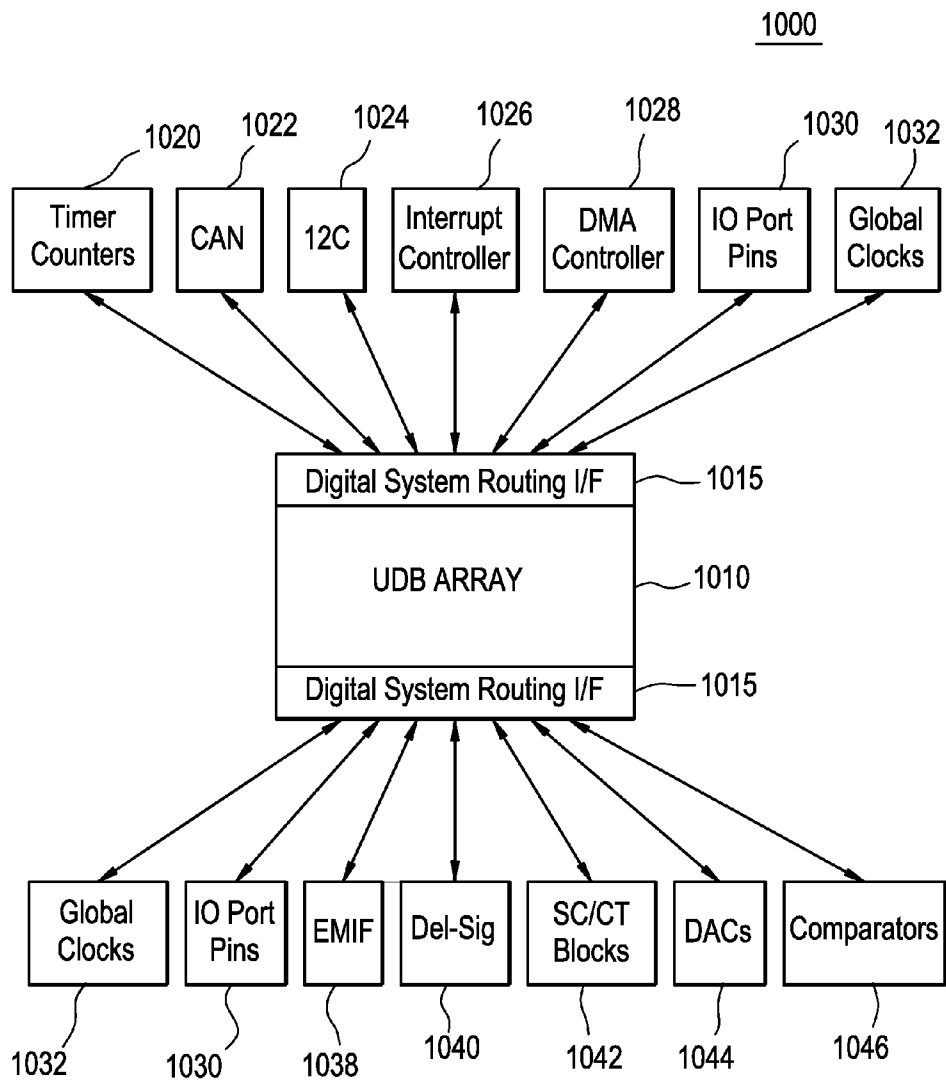 1000
1020
1022
1024
1026
1028
1030
1032
Timer
Counters
CAN
12C
Interrupt
Controller
DMA
Controller
IO Port
Pins
Global
Clocks
Digital System Routing I/F
1015
UDB ARRAY
1010
Digital System Routing I/F
1015
Global
Clocks
IO Port
Pins
EMIF
Del-Sig
SC/CT
Blocks
DACs
Comparators
1032
1030
1038
1040
1042
1044
1046